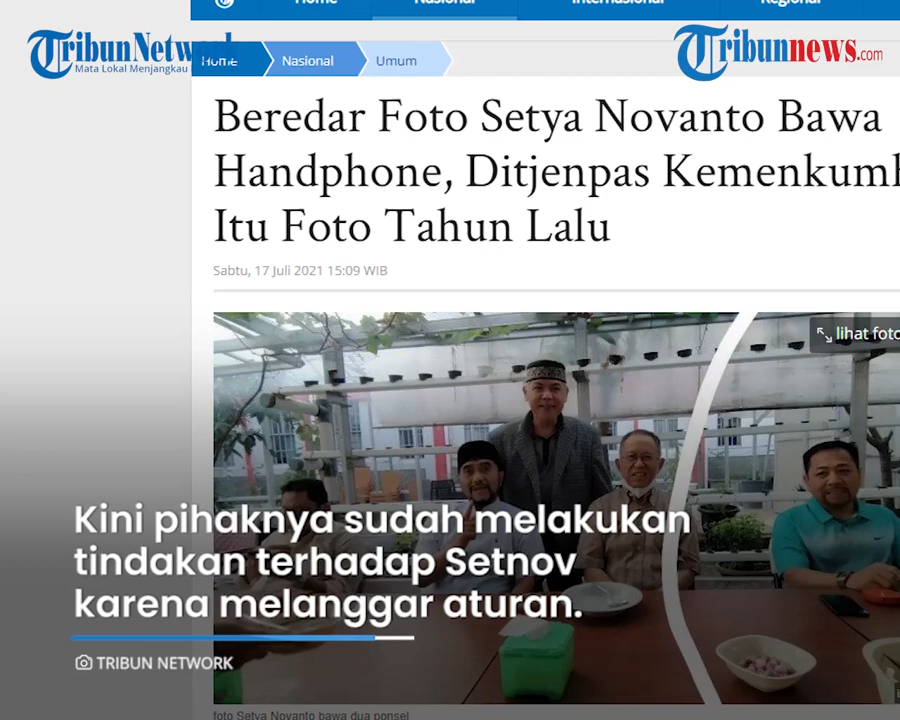 Home Nasional Internasional Regional
Tribun Network
Mata Lokal Menjangkau
Tribunnews.com
Home Nasional Umum
Beredar Foto Setya Novanto Bawa
Handphone, Ditjenpas
Itu Foto Tahun Lalu
Sabtu, 17 Juli 2021 15:09 WIB
lihat foto
Kini pihaknya sudah melakukan
tindakan terhadap Setnov
karena melanggar aturan.
TRIBUN NETWORK
foto Setya Novanto bawa dua ponsel